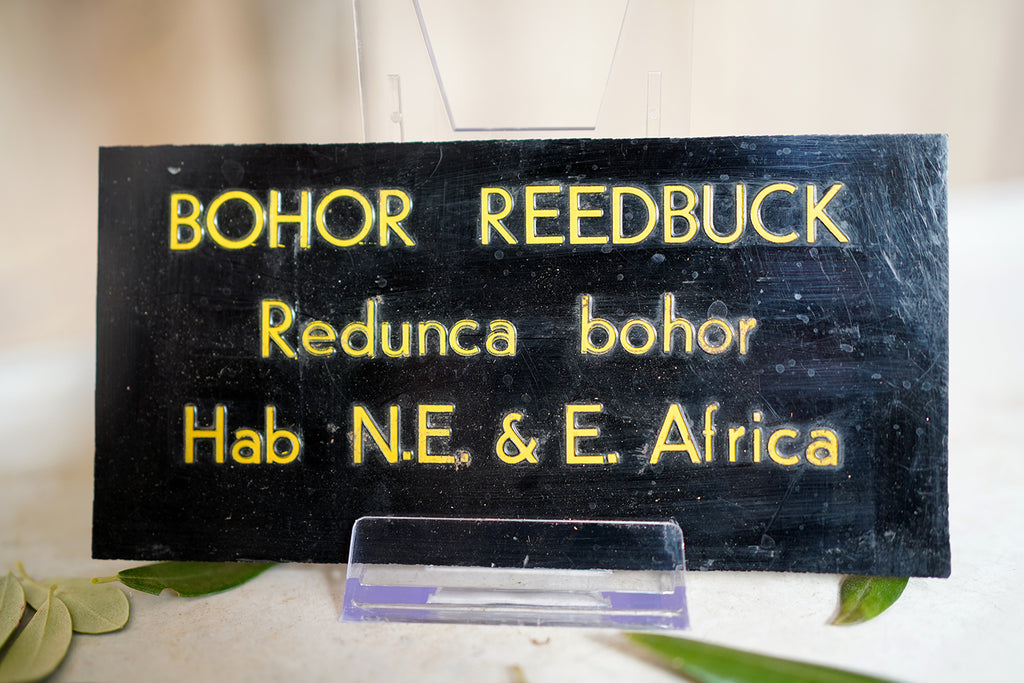 BOHOR REEDBUCK
Redunca bohor
Hab N.E. & E. Africa